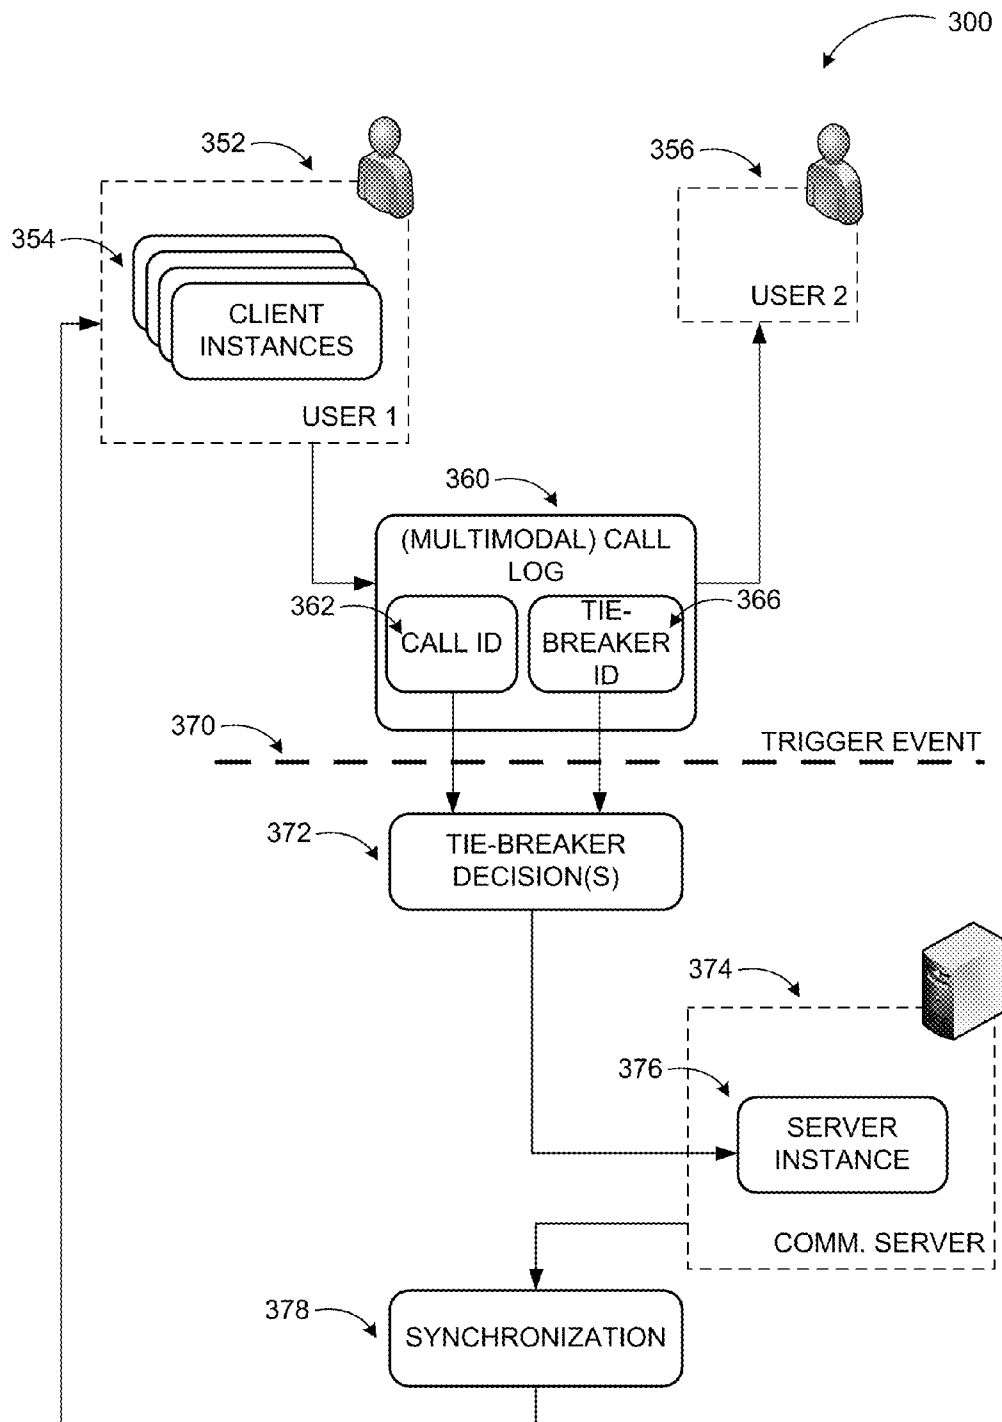 300
352
356
354
CLIENT
INSTANCES
USER 2
USER 1
360
(MULTIMODAL) CALL
LOG
362
366
CALL ID
TIE-
BREAKER
ID
370
TRIGGER EVENT
372
TIE-BREAKER
DECISION(S)
374
376
SERVER
INSTANCE
COMM. SERVER
378
SYNCHRONIZATION